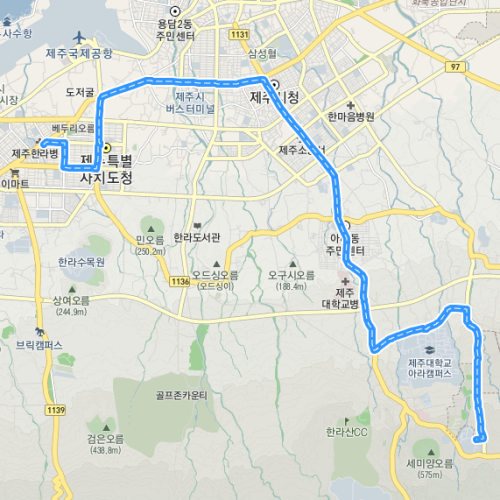 화북공업단지
사수항
용담2동
주민센터
제주국제공항
1131
삼성혈
97
시장
도저굴
제주시
버스터미널
제주시청
한마음병원
베두리오름
제주한라병
제주특별
사지도청
이마트
제주소방서
민오름
(250.2m)
한라도서관
아라동
주민센터
한라수목원
1136
오드싱오름
(오드싱이)
오구시오름
(188.4m)
제주
대학교병
상여오름
(244.9m)
브릭캠퍼스
제주대학교
아라캠퍼스
골프존카운티
1139
검은오름
(438.8m)
한라산CC
세미양오름
(575m)